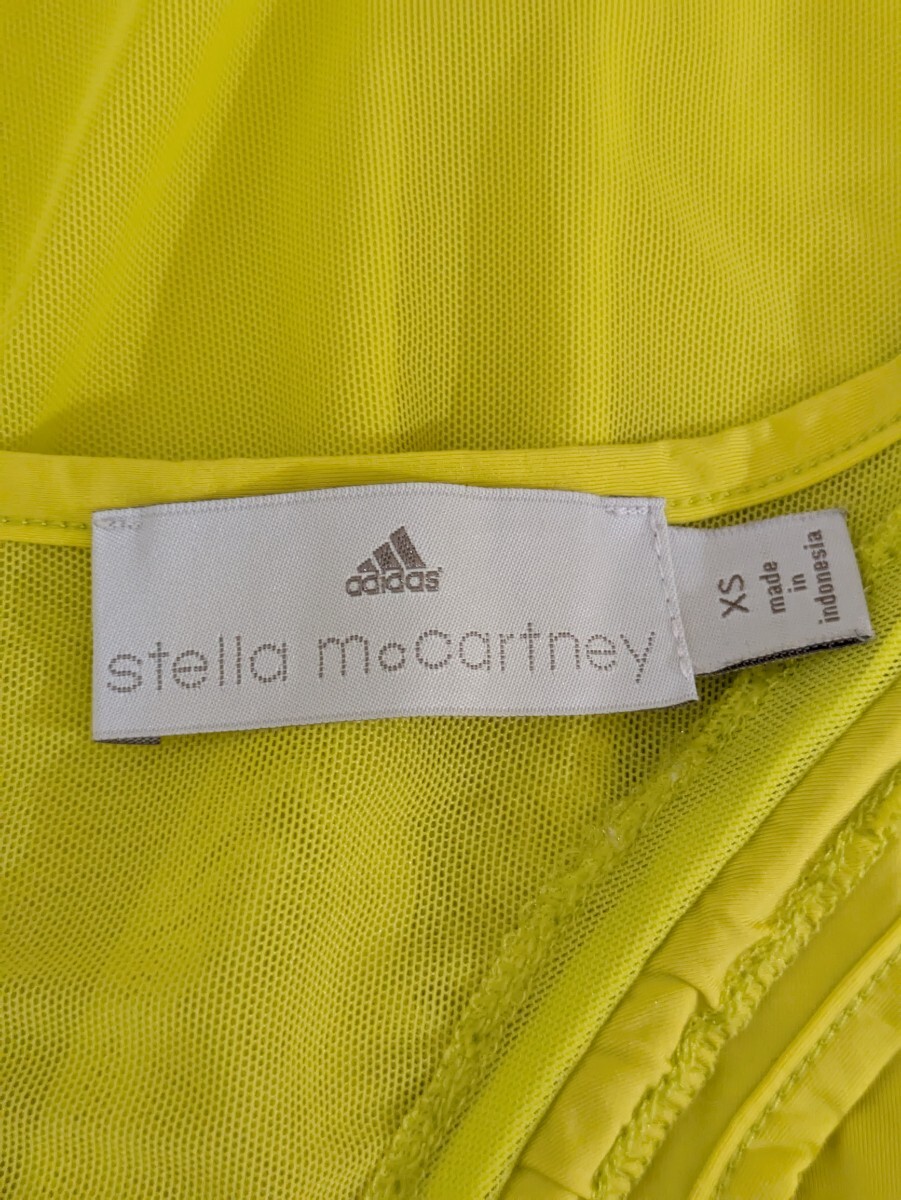 adidas
stella mcCartney
XS
made
in
indonesia